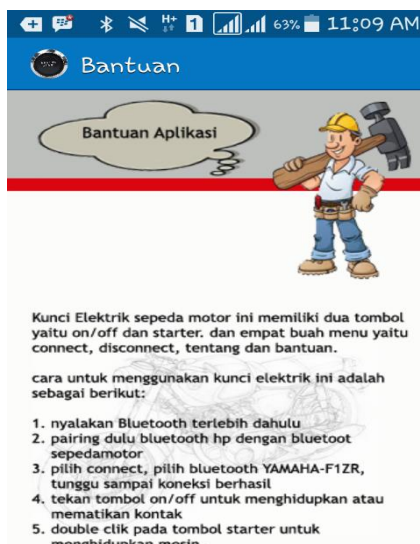 H+
1
63%
11:09 AM
Bantuan
Bantuan Aplikasi
Kunci Elektrik sepeda motor ini memiliki dua tombol
yaitu on/off dan starter. dan empat buah menu yaitu
connect, disconnect, tentang dan bantuan.
cara untuk menggunakan kunci elektrik ini adalah
sebagai berikut:
1. nyalakan Bluetooth terlebih dahulu
2. pairing dulu bluetooth hp dengan bluetoot
sepedamotor
3. pilih connect, pilih bluetooth YAMAHA-F1ZR,
tunggu sampai koneksi berhasil
4. tekan tombol on/off untuk menghidupkan atau
mematikan kontak
5. double clik pada tombol starter untuk
menghidupkan mesin